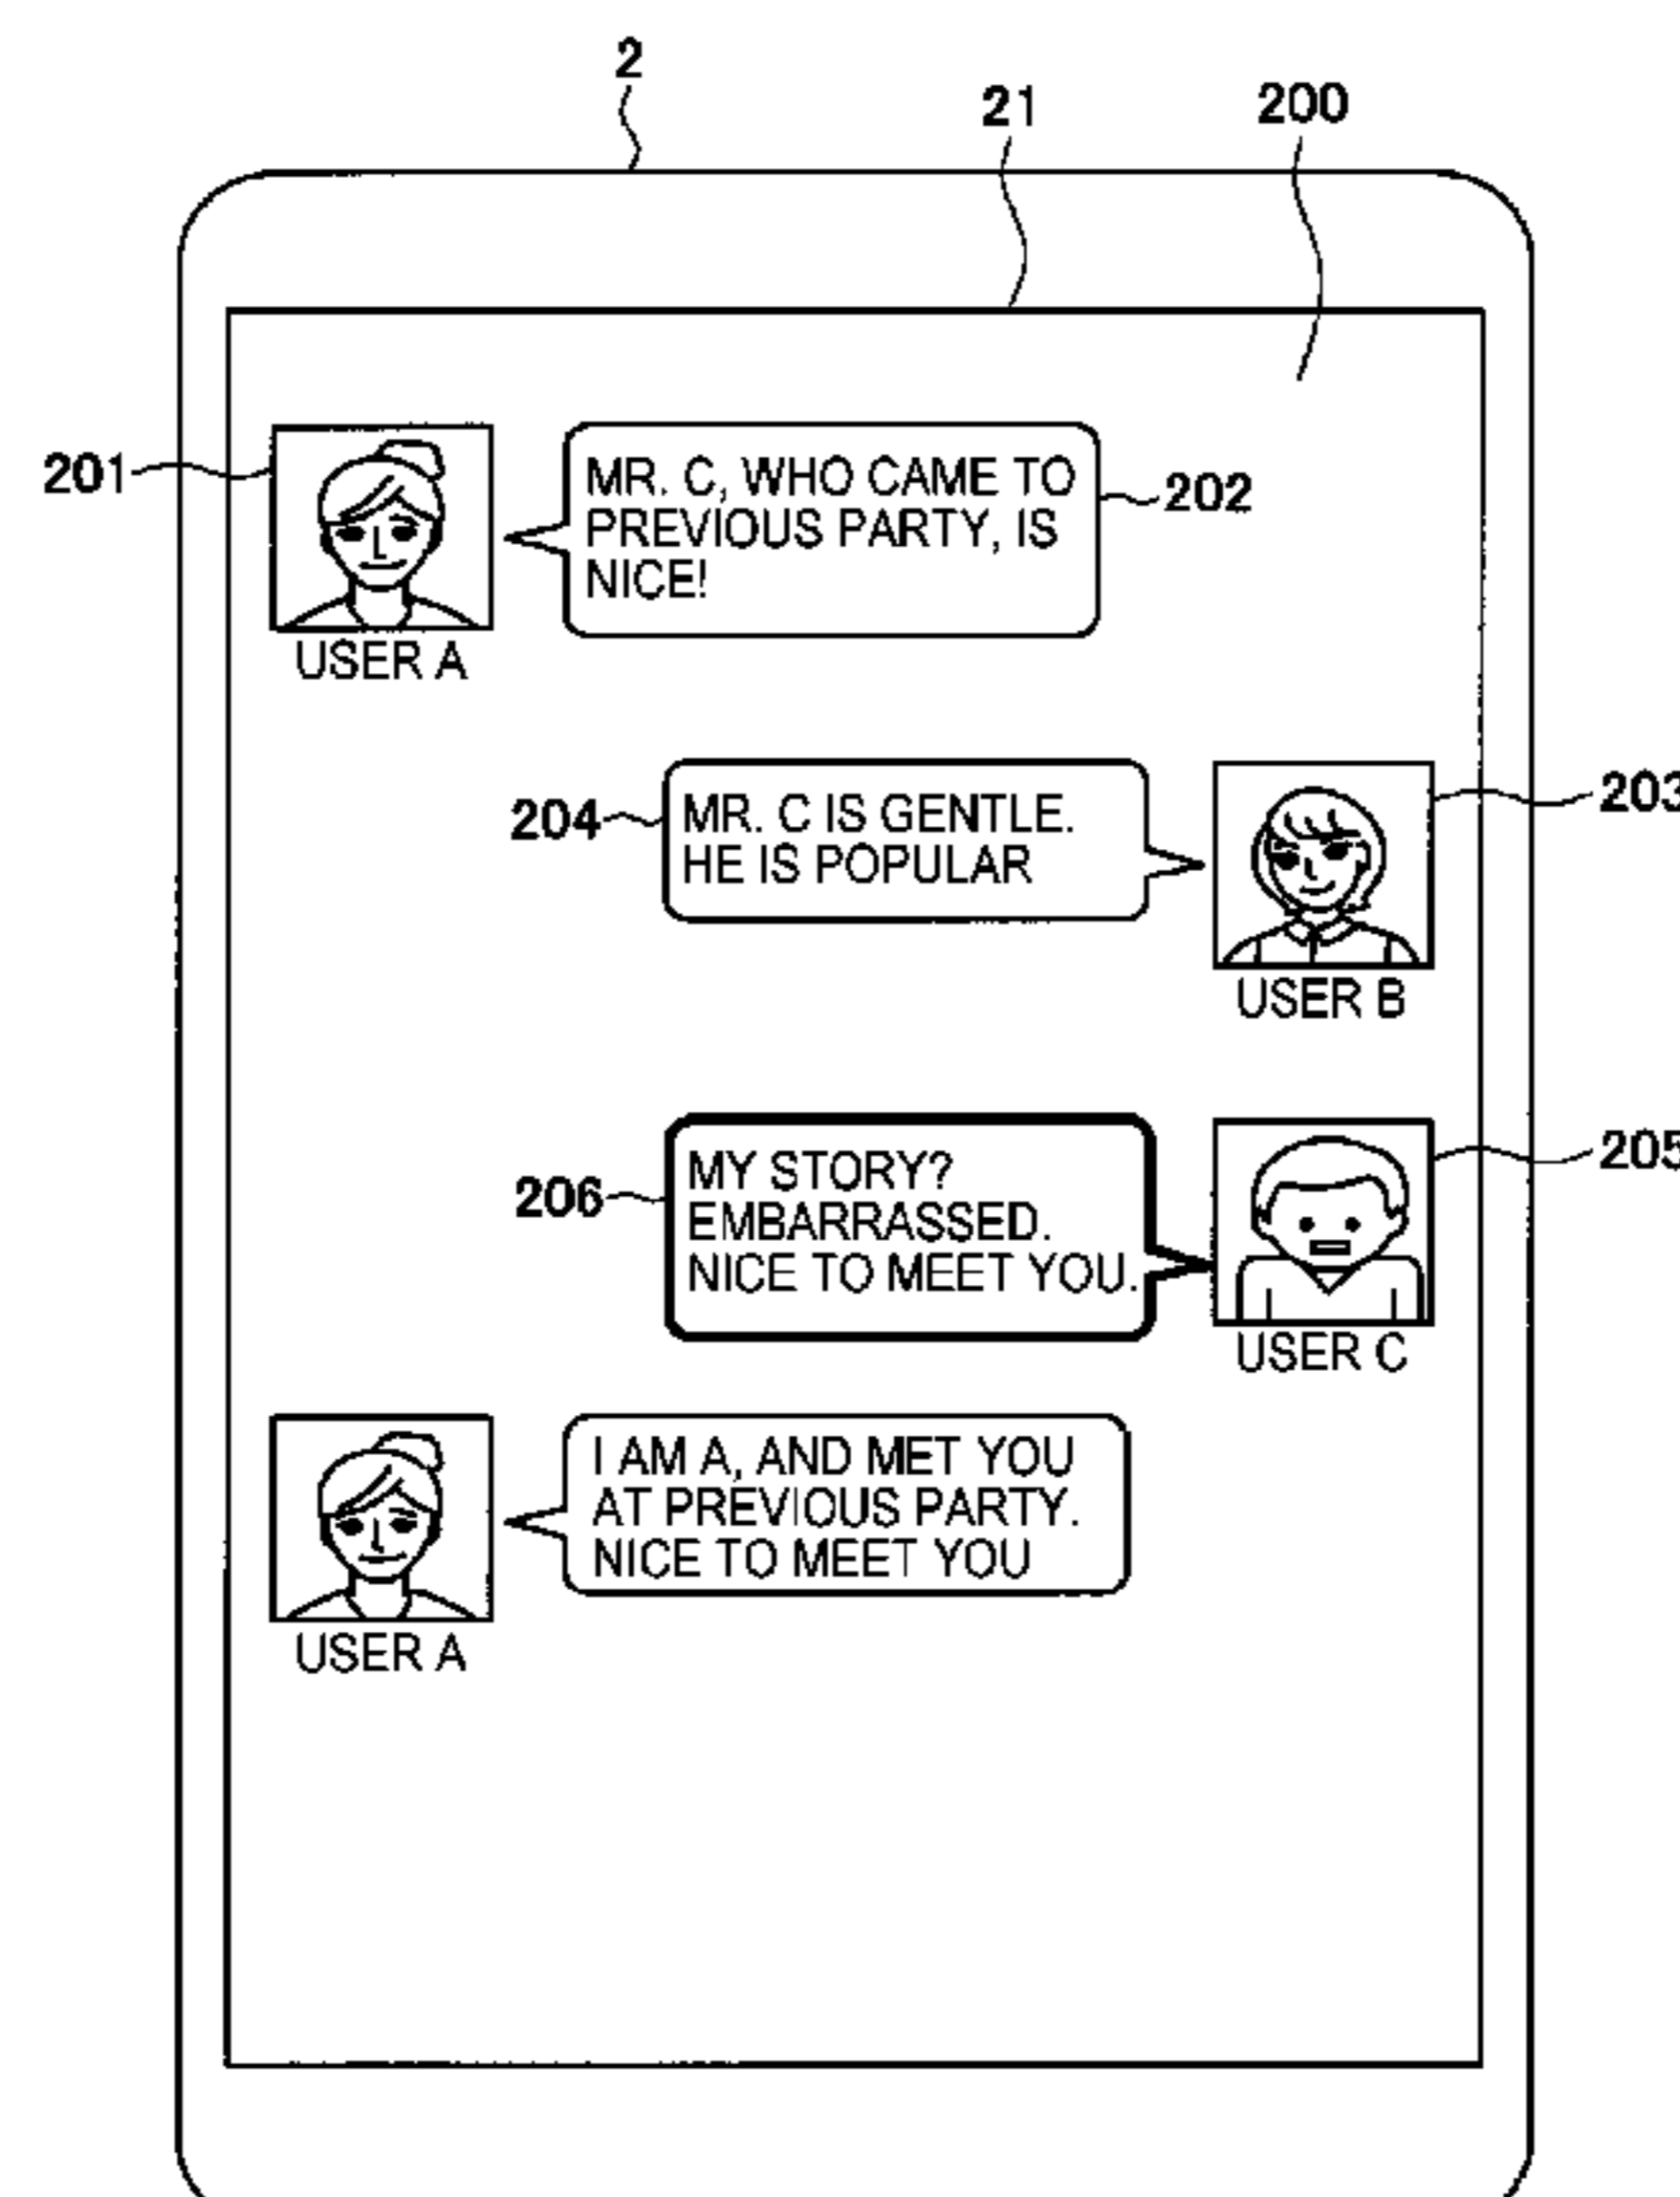 2
21
200
201
MR. C, WHO CAME TO
PREVIOUS PARTY, IS
NICE!
202
USER A
204
MR. C IS GENTLE.
HE IS POPULAR
203
USER B
206
MY STORY?
EMBARRASSED.
NICE TO MEET YOU.
205
USER C
I AM A, AND MET YOU
AT PREVIOUS PARTY.
NICE TO MEET YOU
USER A